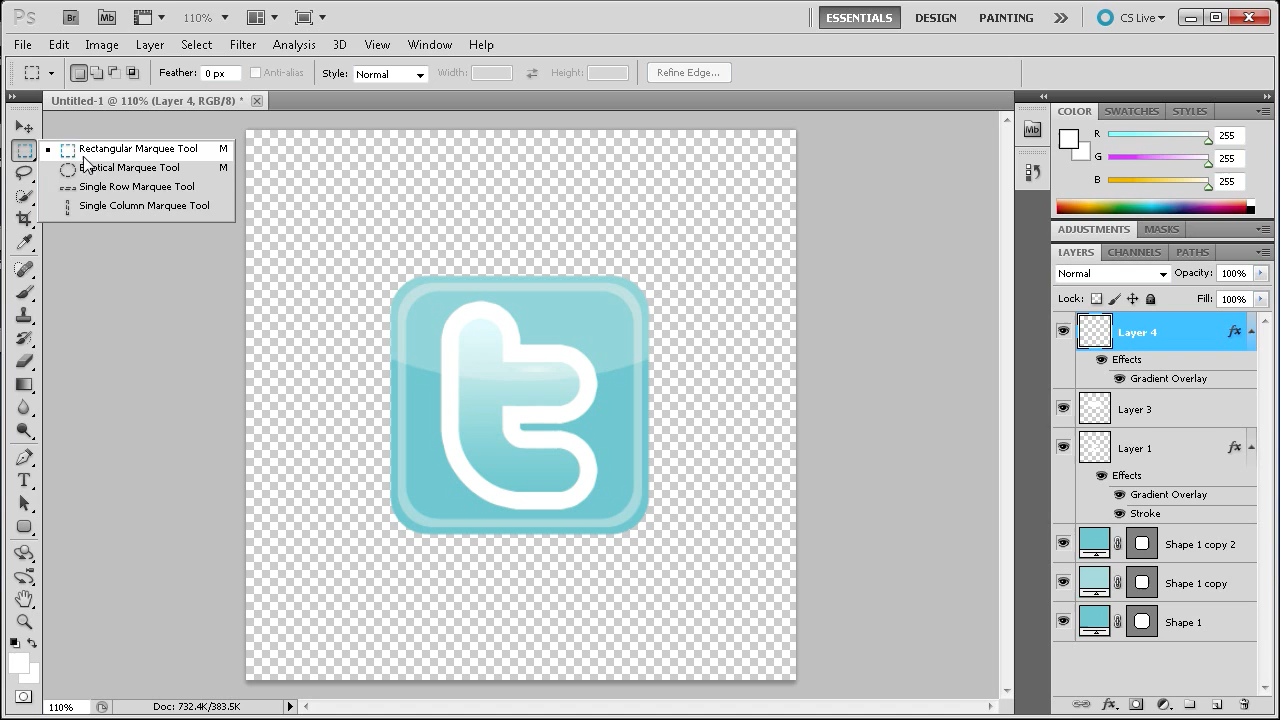 Ps Br Mb 110% ESSENTIALS DESIGN PAINTING CS Live
File Edit Image Layer Select Filter Analysis 3D View Window Help
Feather: 0 px Anti-alias Style: Normal Width: Height: Refine Edge...
Untitled-1 @ 110% (Layer 4, RGB/8) *
Rectangular Marquee Tool M
Elliptical Marquee Tool M
Single Row Marquee Tool
Single Column Marquee Tool
t
Mb
COLOR SWATCHES STYLES
R 255
G 255
B 255
ADJUSTMENTS MASKS
LAYERS CHANNELS PATHS
Normal Opacity: 100%
Lock: Fill: 100%
Layer 4 fx
Effects
Gradient Overlay
Layer 3
Layer 1 fx
Effects
Gradient Overlay
Stroke
Shape 1 copy 2
Shape 1 copy
Shape 1
T
110% Doc: 732.4K/383.5K
fx